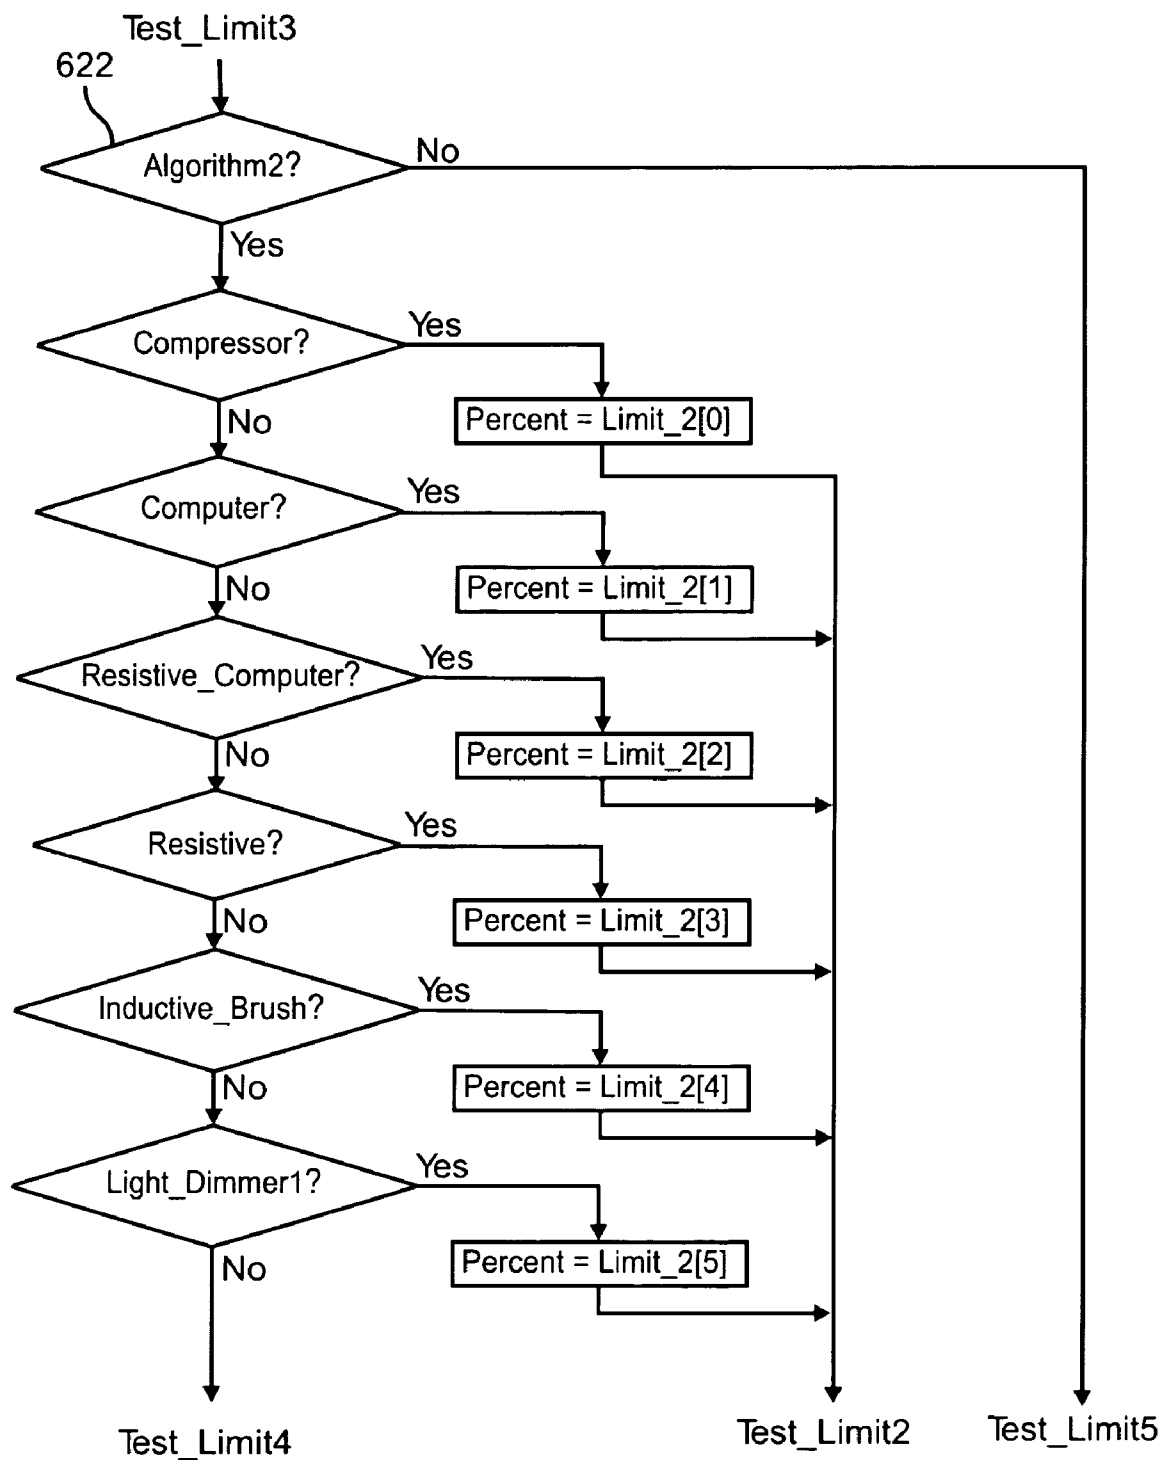 Test_Limit3
622
Algorithm2?
No
Yes
Compressor?
Yes
Percent = Limit_2[0]
No
Computer?
Yes
Percent = Limit_2[1]
No
Resistive_Computer?
Yes
Percent = Limit_2[2]
No
Resistive?
Yes
Percent = Limit_2[3]
No
Inductive_Brush?
Yes
Percent = Limit_2[4]
No
Light_Dimmer1?
Yes
Percent = Limit_2[5]
No
Test_Limit4
Test_Limit2
Test_Limit5